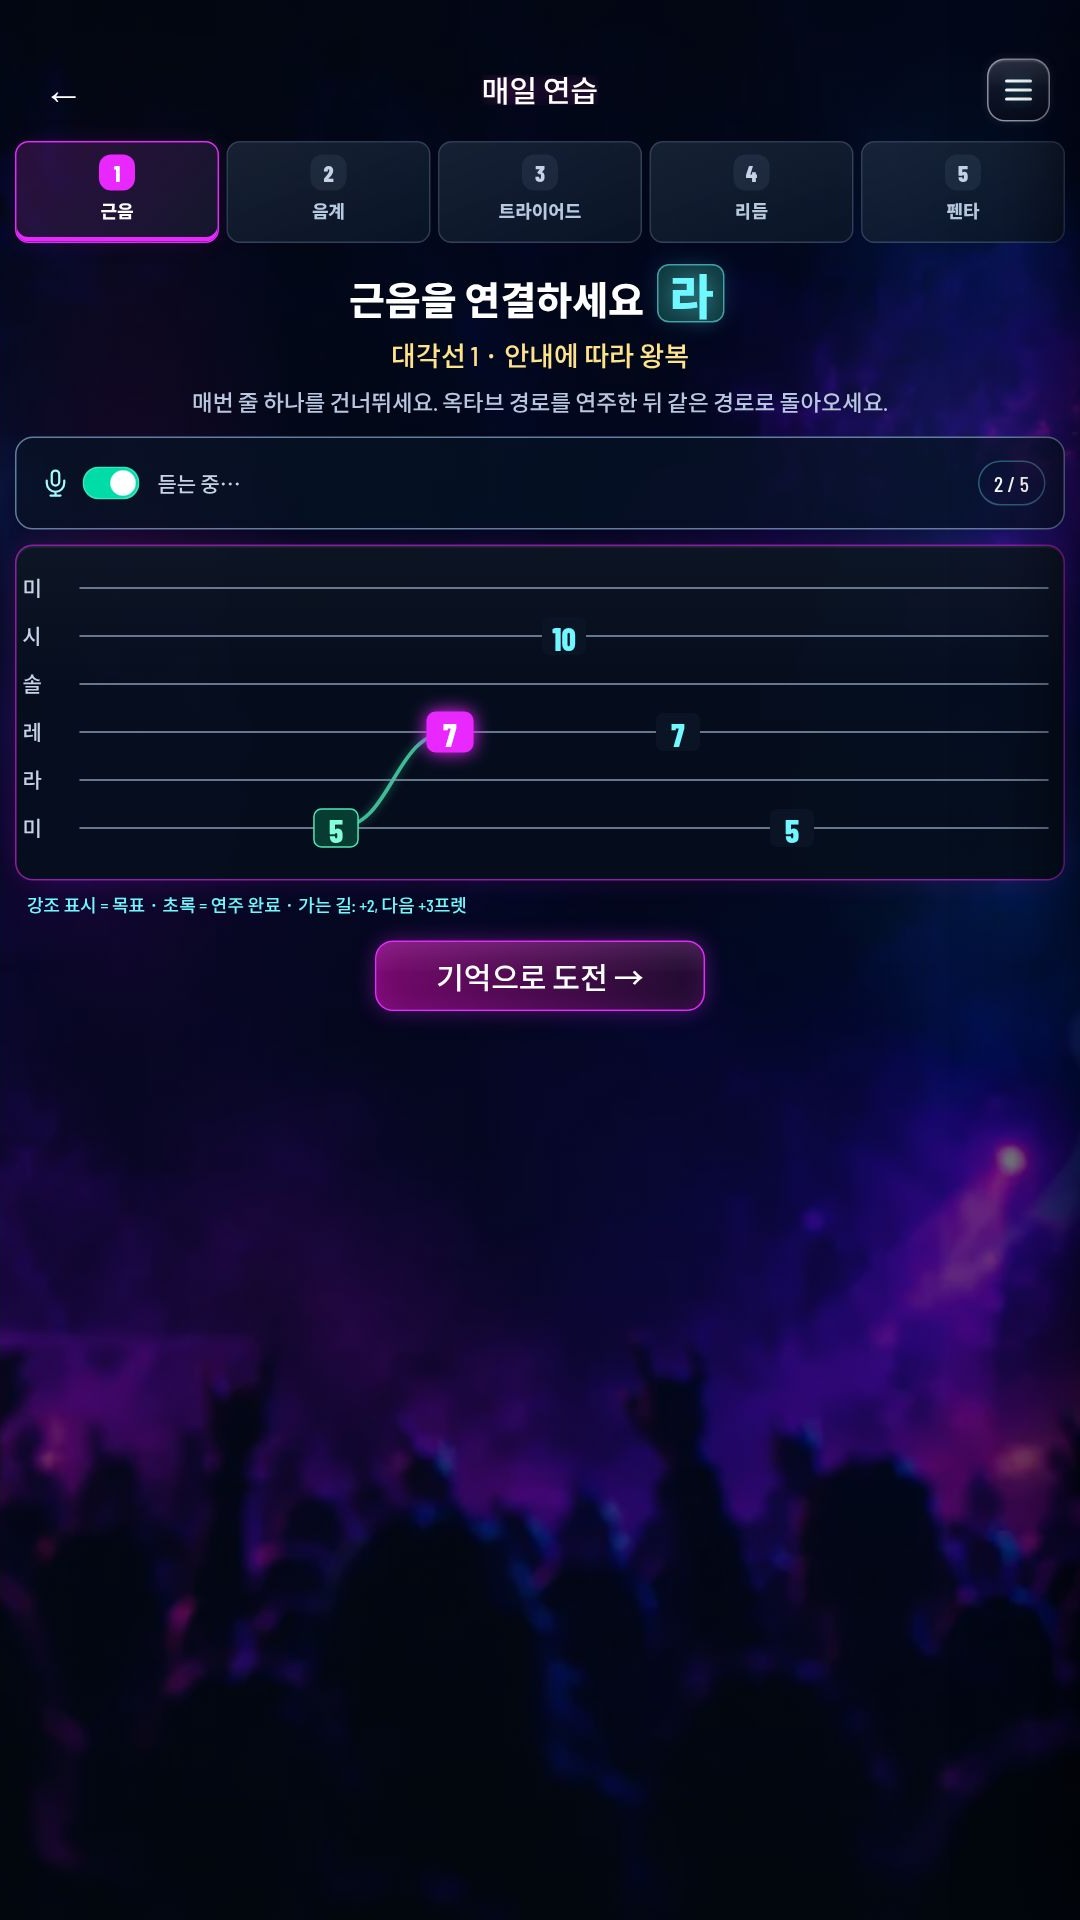 ←
매일 연습
1
근음
2
음계
3
트라이어드
4
리듬
5
펜타
근음을 연결하세요 라
대각선 1 · 안내에 따라 왕복
매번 줄 하나를 건너뛰세요. 옥타브 경로를 연주한 뒤 같은 경로로 돌아오세요.
듣는 중…
2 / 5
미
시 10
솔
레 7 7
라
미 5 5
강조 표시 = 목표 · 초록 = 연주 완료 · 가는 길: +2, 다음 +3프렛
기억으로 도전 →